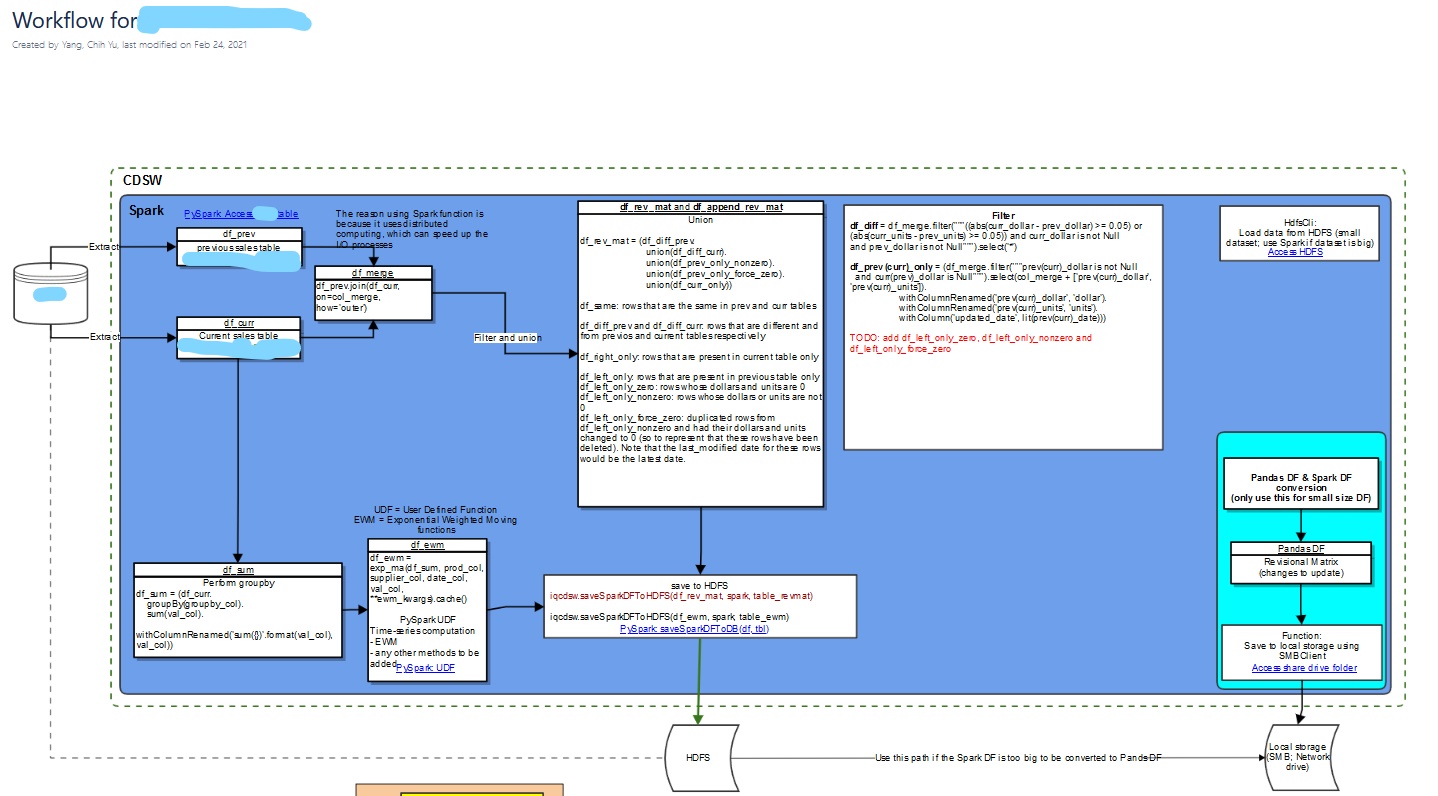 Workflow for
Created by Yang, Chih Yu, last modified on Feb 24, 2021
CDSW
Spark
PySpark Access table
The reason using Spark function is
because it uses distributed
computing, which can speed up the
I/O processes
Extract
df_prev
previous sales table
df_merge
df_prev.join(df_curr,
on=col_merge,
how='outer')
Extract
df_curr
Current sales table
Filter and union
df_rev_mat and df_append_rev_mat
Union
df_rev_mat = (df_diff_prev.
union(df_diff_curr).
union(df_prev_only_nonzero).
union(df_prev_only_force_zero).
union(df_curr_only))
df_same: rows that are the same in prev and curr tables
df_diff_prev and df_diff_curr: rows that are different and
from previos and current tables respectively
df_right_only: rows that are present in current table only
df_left_only: rows that are present in previous table only
df_left_only_zero: rows whose dollars and units are 0
df_left_only_nonzero: rows whose dollars or units are not
0
df_left_only_force_zero: duplicated rows from
df_left_only_nonzero and had their dollars and units
changed to 0 (so to represent that these rows have been
deleted). Note that the last_modified date for these rows
would be the latest date.
Filter
df_diff = df_merge.filter("""((abs(curr_dollar - prev_dollar) >= 0.05) or
(abs(curr_units - prev_units) >= 0.05)) and curr_dollar is not Null
and prev_dollar is not Null""").select('*')
df_prev (curr)_only = (df_merge.filter("""prev(curr)_dollar is not Null
and curr(prev)_dollar is Null""").select(col_merge + ['prev(curr)_dollar',
'prev(curr)_units']).
withColumnRenamed('prev(curr)_dollar', 'dollar').
withColumnRenamed('prev(curr)_units', 'units').
withColumn('updated_date', lit(prev(curr)_date)))
TODO: add df_left_only_zero, df_left_only_nonzero and
df_left_only_force_zero
HdfsCli:
Load data from HDFS (small
dataset; use Spark if dataset is big)
Access HDFS
Pandas DF & Spark DF
conversion
(only use this for small size DF)
Pandas DF
Revisional Matrix
(changes to update)
Function:
Save to local storage using
SMBClient
Access share drive folder
UDF = User Defined Function
EWM = Exponential Weighted Moving
functions
df_sum
Perform groupby
df_sum = (df_curr.
groupBy(groupby_col).
sum(val_col).
withColumnRenamed('sum({})'.format(val_col),
val_col))
df_ewm
df_ewm =
exp_ma(df_sum, prod_col,
supplier_col, date_col,
val_col,
**ewm_kwargs).cache()
PySpark UDF
Time-series computation
- EWM
- any other methods to be
added
PySpark: UDF
save to HDFS
iqcdsw.saveSparkDFToHDFS(df_rev_mat, spark, table_revmat)
iqcdsw.saveSparkDFToHDFS(df_ewm, spark, table_ewm)
PySpark: saveSparkDFToDB(df, tbl)
HDFS
Use this path if the Spark DF is too big to be converted to Pands DF
Local storage
(SMB; Network
drive)